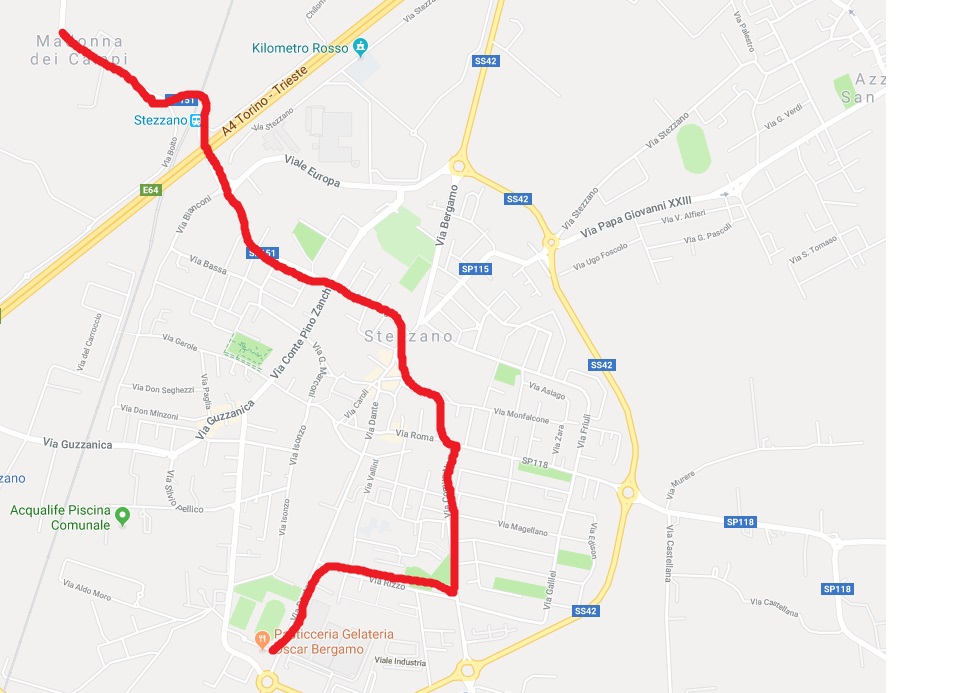 Via Stezzano
Via Palestro
Madonna
dei Campi
Kilometro Rosso
SS42
A4 Torino - Trieste
Azz
San
Stezzano
Via Stezzano
Via Stezzano
Via G. Verdi
Via Boito
Viale Europa
E64
Via Bianconi
SS42
Via Stezzano
Via Papa Giovanni XXIII
Via V. Alfieri
Via Bergamo
Via G. Pascoli
Via Ugo Foscolo
Via S. Tomaso
Via Bassa
SP115
Via Conte Pino Zanchi
Via del Carroccio
Via Garole
Stezzano
Via G. Marconi
SS42
Via Don Seghezzi
Via Paglia
Via Asiago
Via Caroli
Via Dante
Via Don Minzoni
Via Guzzanica
Via Monfalcone
Via Friuli
Via Zara
Via Guzzanica
Via Isonzo
Via Roma
SP118
Via Vallini
zano
Via Silvio Pellico
Via Murere
Acqualife Piscina
Comunale
Via Isonzo
Via Magellano
Via Edison
SP118
Via Castellana
Via Aldo Moro
Via Rizzo
Via Galilei
SP118
Via Castellana
SS42
Pasticceria Gelateria
Oscar Bergamo
Viale Industria